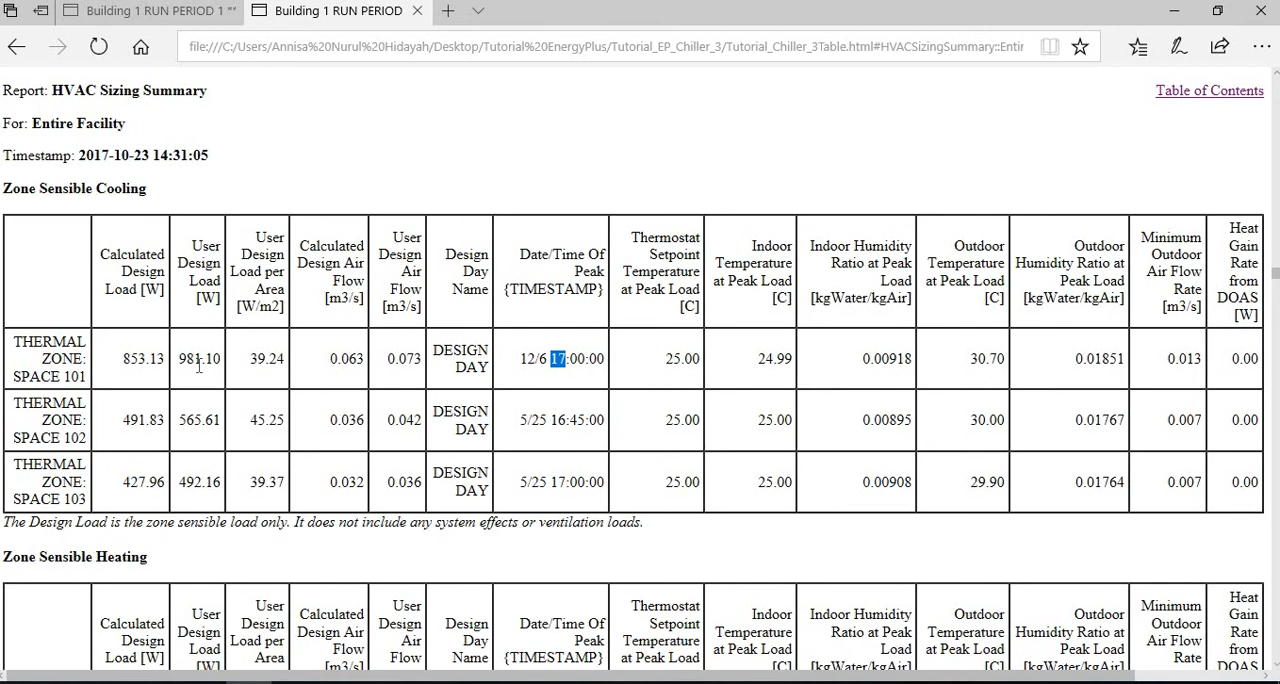 Building 1 RUN PERIOD 1 **
Building 1 RUN PERIOD
file:///C:/Users/Annisa%20Nurul%20Hidayah/Desktop/Tutorial%20EnergyPlus/Tutorial_EP_Chiller_3/Tutorial_Chiller_3Table.html#HVACSizingSummary::Entir
Report: HVAC Sizing Summary
Table of Contents
For: Entire Facility
Timestamp: 2017-10-23 14:31:05
Zone Sensible Cooling
Calculated Design Load [W] User Design Load [W] User Design Load per Area [W/m2] Calculated Design Air Flow [m3/s] User Design Air Flow [m3/s] Design Day Name Date/Time Of Peak {TIMESTAMP} Thermostat Setpoint Temperature at Peak Load [C] Indoor Temperature at Peak Load [C] Indoor Humidity Ratio at Peak Load [kgWater/kgAir] Outdoor Temperature at Peak Load [C] Outdoor Humidity Ratio at Peak Load [kgWater/kgAir] Minimum Outdoor Air Flow Rate [m3/s] Heat Gain Rate from DOAS [W]
THERMAL ZONE: SPACE 101 853.13 981.10 39.24 0.063 0.073 DESIGN DAY 12/6 17:00:00 25.00 24.99 0.00918 30.70 0.01851 0.013 0.00
THERMAL ZONE: SPACE 102 491.83 565.61 45.25 0.036 0.042 DESIGN DAY 5/25 16:45:00 25.00 25.00 0.00895 30.00 0.01767 0.007 0.00
THERMAL ZONE: SPACE 103 427.96 492.16 39.37 0.032 0.036 DESIGN DAY 5/25 17:00:00 25.00 25.00 0.00908 29.90 0.01764 0.007 0.00
The Design Load is the zone sensible load only. It does not include any system effects or ventilation loads.
Zone Sensible Heating
Calculated Design Load [W] User Design Load [W] User Design Load per Area Calculated Design Air Flow [m3/s] User Design Air Flow Design Day Name Date/Time Of Peak {TIMESTAMP} Thermostat Setpoint Temperature at Peak Load Indoor Temperature at Peak Load [C] Indoor Humidity Ratio at Peak Load [kgWater/kgAir] Outdoor Temperature at Peak Load [C] Outdoor Humidity Ratio at Peak Load [kgWater/kgAir] Minimum Outdoor Air Flow Rate Heat Gain Rate from DOAS